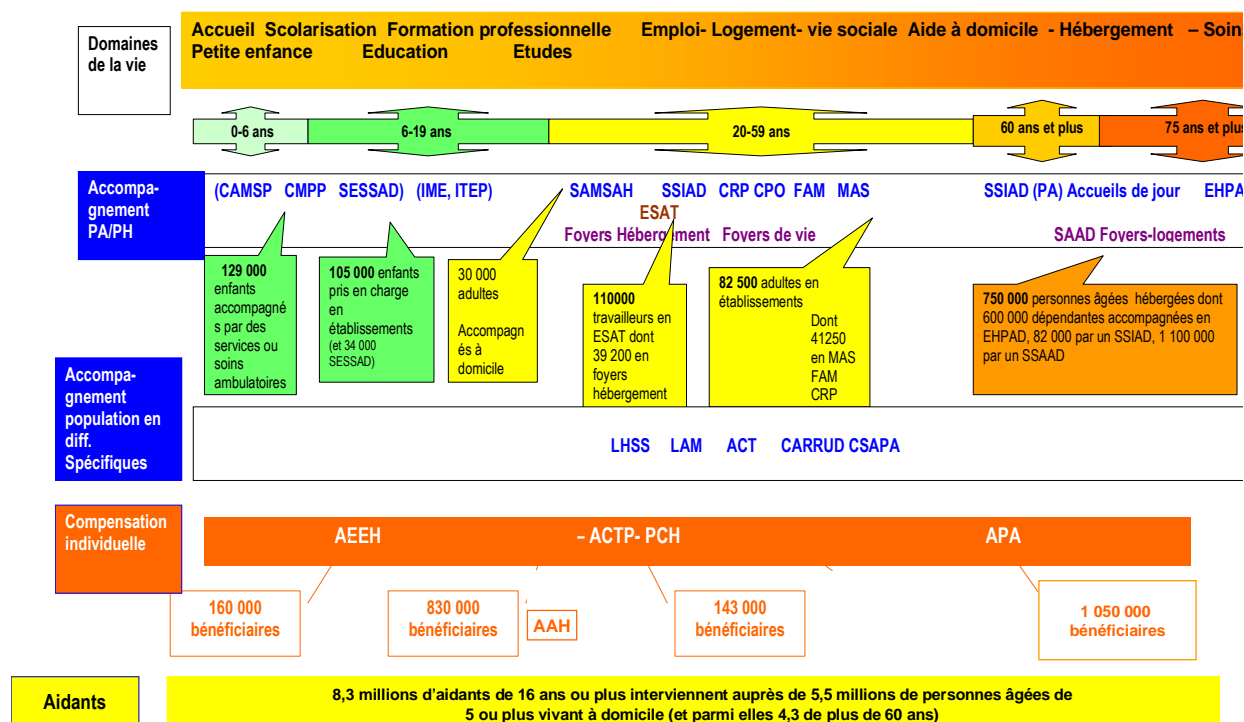 Domaines
de la vie
Accueil Scolarisation Formation professionnelle Emploi- Logement- vie sociale Aide à domicile - Hébergement – Soin
Petite enfance Education Etudes
0-6 ans
6-19 ans
20-59 ans
60 ans et plus
75 ans et plus
Accompa-
gnement
PA/PH
(CAMSP CMPP SESSAD) (IME, ITEP) SAMSAH SSIAD CRP CPO FAM MAS SSIAD (PA) Accueils de jour EHPA
ESAT
Foyers Hébergement Foyers de vie SAAD Foyers-logements
129 000
enfants
accompagné
s par des
services ou
soins
ambulatoires
105 000 enfants
pris en charge
en
établissements
(et 34 000
SESSAD)
30 000
adultes
Accompagn
és à
domicile
110000
travailleurs en
ESAT dont
39 200 en
foyers
hébergement
82 500 adultes en
établissements
Dont
41250
en MAS
FAM
CRP
750 000 personnes âgées hébergées dont
600 000 dépendantes accompagnées en
EHPAD, 82 000 par un SSIAD, 1 100 000
par un SSAAD
Accompa-
gnement
population en
diff.
Spécifiques
LHSS LAM ACT CARRUD CSAPA
Compensation
individuelle
AEEH – ACTP- PCH APA
160 000
bénéficiaires
830 000
bénéficiaires
AAH
143 000
bénéficiaires
1 050 000
bénéficiaires
Aidants
8,3 millions d'aidants de 16 ans ou plus interviennent auprès de 5,5 millions de personnes âgées de
5 ou plus vivant à domicile (et parmi elles 4,3 de plus de 60 ans)